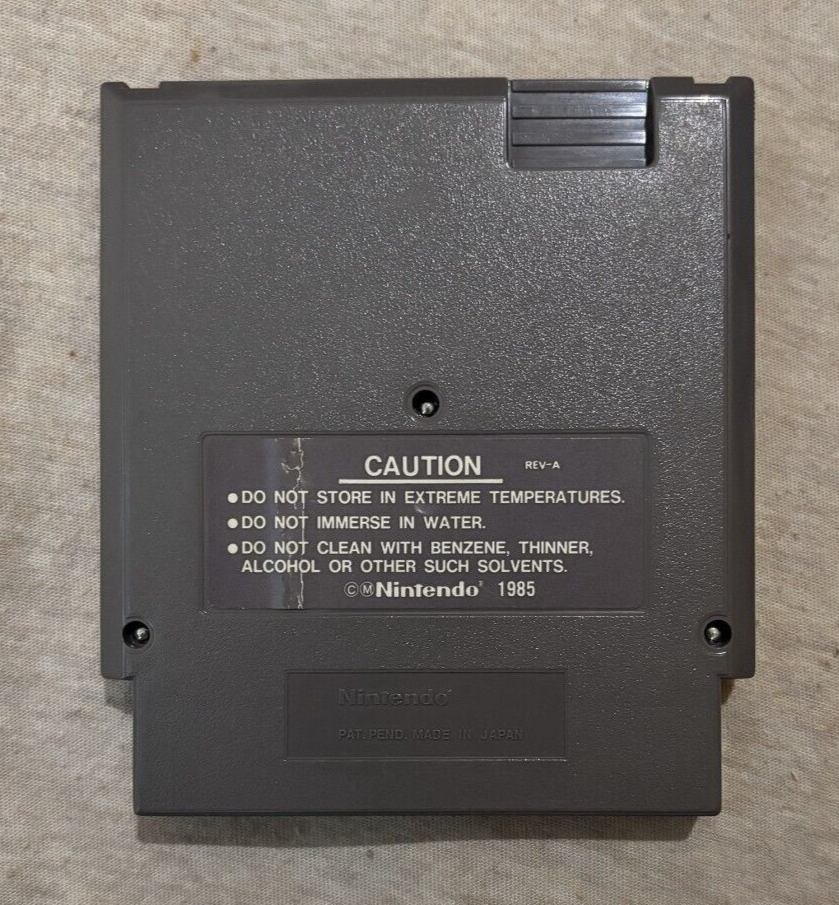 CAUTION REV-A
●DO NOT STORE IN EXTREME TEMPERATURES.
●DO NOT IMMERSE IN WATER.
●DO NOT CLEAN WITH BENZENE, THINNER,
ALCOHOL OR OTHER SUCH SOLVENTS.
ⒸⓂNintendo® 1985
Nintendo®
PAT. PEND. MADE IN JAPAN